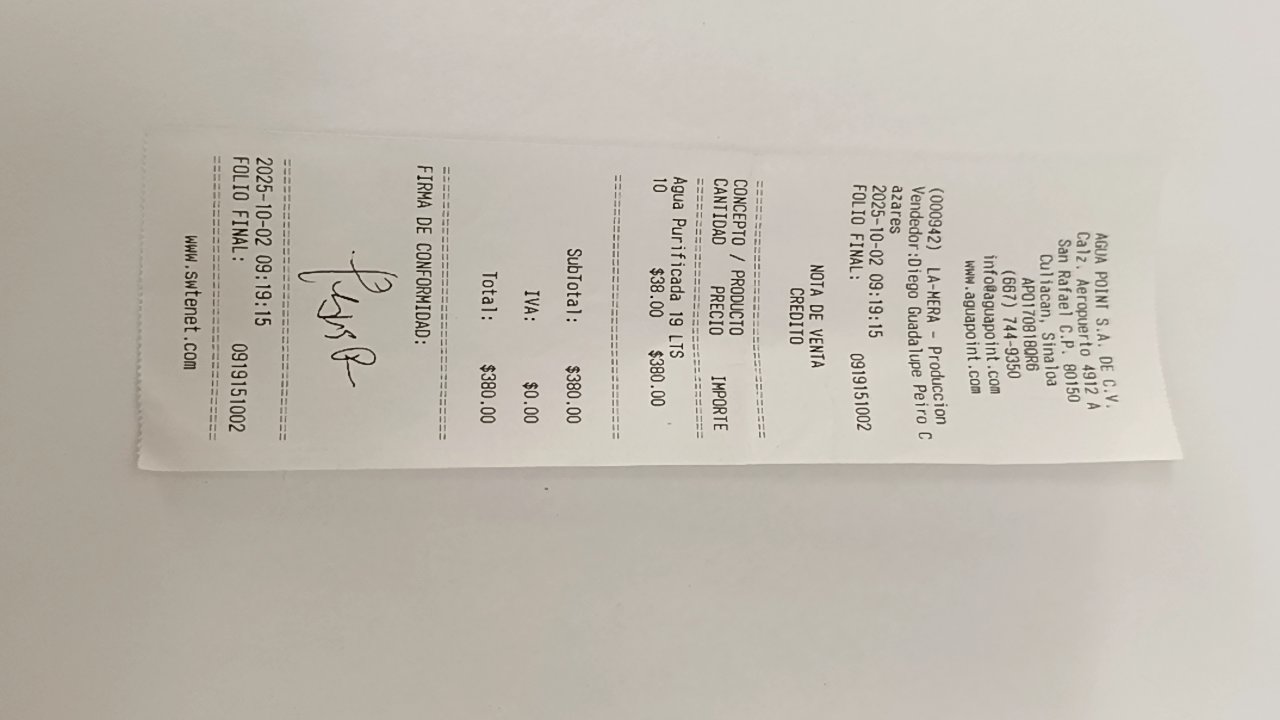 AGUA POINT S.A. DE C.V.
Calz. Aeropuerto 4912 A
San Rafael C.P. 80150
Culiacan, Sinaloa
APO170818QR6
(667) 744-9350
info@aguapoint.com
www.aguapoint.com
(000942) LA-MERA - Produccion
Vendedor:Diego Guadalupe Peiro C
azares
2025-10-02 09:19:15
FOLIO FINAL: 0919151002
NOTA DE VENTA
CREDITO
CONCEPTO / PRODUCTO
CANTIDAD PRECIO IMPORTE
Agua Purificada 19 LTS
10 $38.00 $380.00
SubTotal: $380.00
IVA: $0.00
Total: $380.00
FIRMA DE CONFORMIDAD:
2025-10-02 09:19:15
FOLIO FINAL: 0919151002
www.swtenet.com